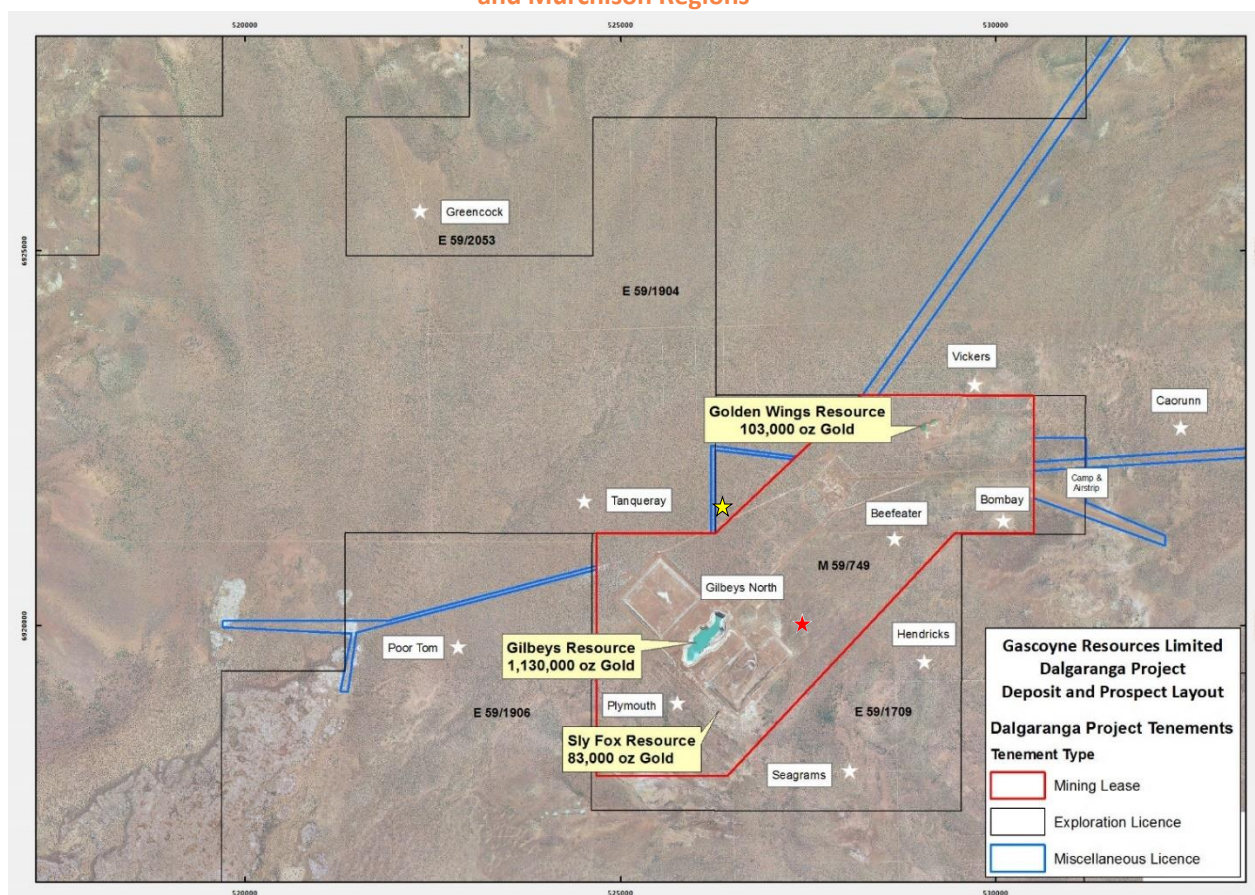 and Murchison Regions
520000
525000
530000
6925000
6920000
Greencock
E 59/2053
E 59/1904
Vickers
Caorunn
Golden Wings Resource
103,000 oz Gold
Camp &
Airstrip
Tanqueray
Bombay
Beefeater
M 59/749
Gilbeys North
Hendricks
Poor Tom
Gilbeys Resource
1,130,000 oz Gold
Plymouth
E 59/1906
E 59/1709
Sly Fox Resource
83,000 oz Gold
Seagrams
Gascoyne Resources Limited
Dalgaranga Project
Deposit and Prospect Layout
Dalgaranga Project Tenements
Tenement Type
Mining Lease
Exploration Licence
Miscellaneous Licence
520000
525000
530000